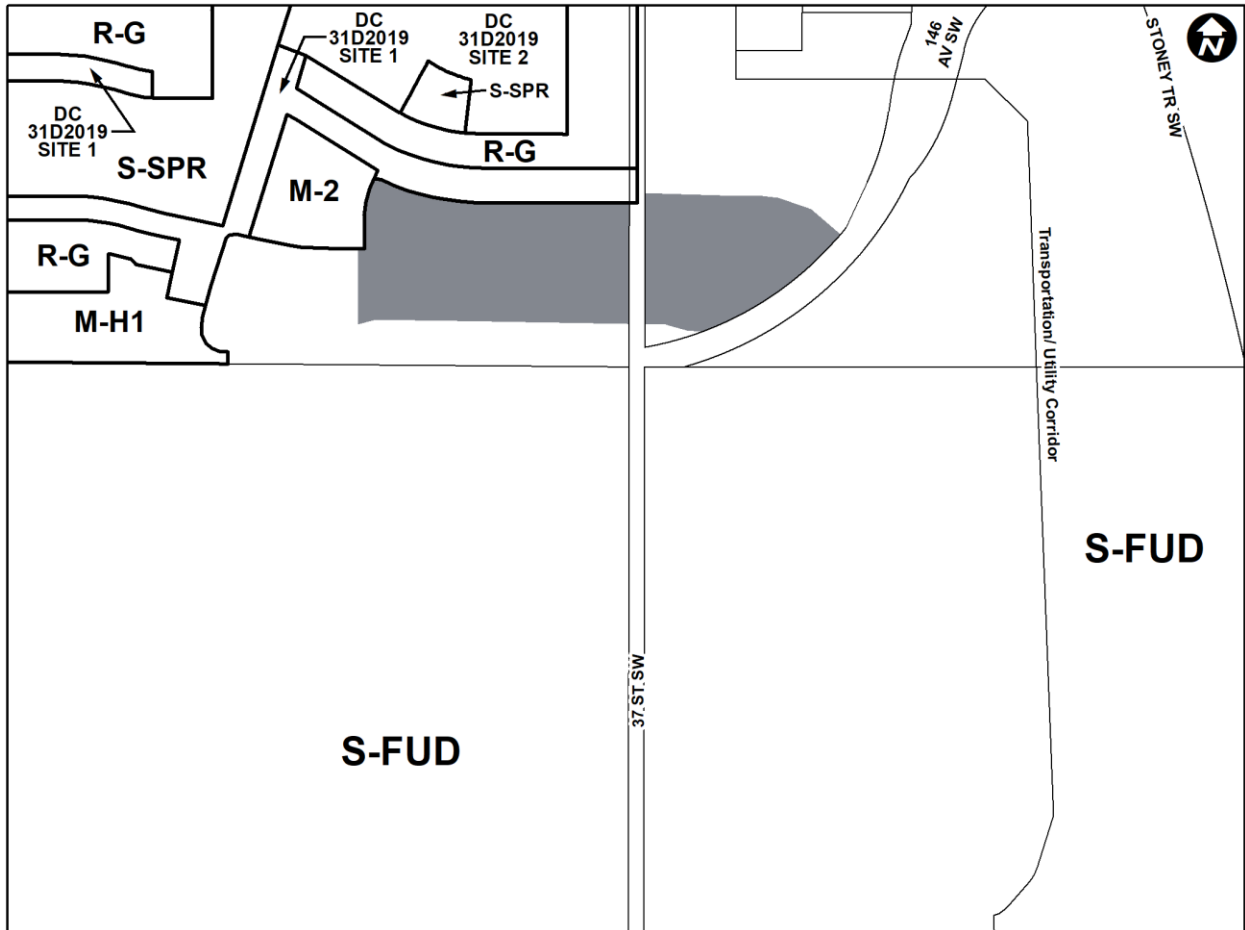 R-G
DC
31D2019
SITE 1
DC
31D2019
SITE 2
S-SPR
146
AV SW
STONEY TR SW
N
DC
31D2019
SITE 1
S-SPR
R-G
M-2
R-G
M-H1
Transportation/ Utility Corridor
S-FUD
37 ST SW
S-FUD